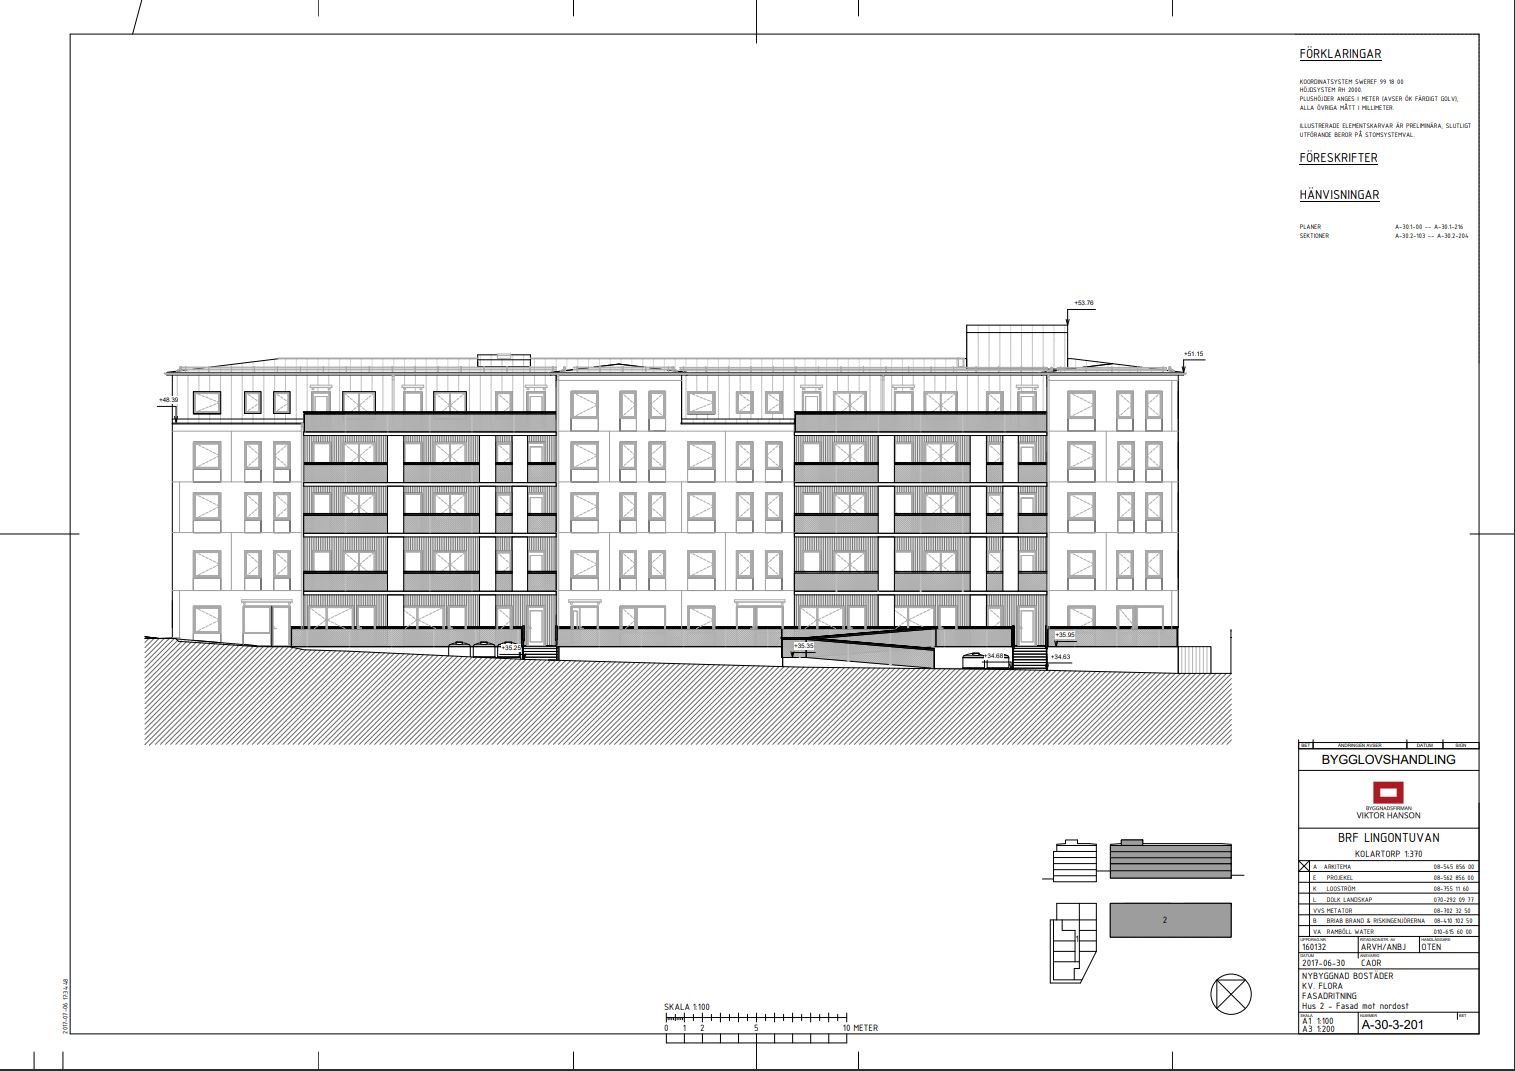 FÖRKLARINGAR
KOORDINATSYSTEM SWEREF 99 18 00
HÖJDSYSTEM RH 2000.
PLUSHÖJDER ANGES I METER (AVSER ÖK FÄRDIGT GOLV),
ALLA ÖVRIGA MÅTT I MILLIMETER.
ILLUSTRERADE ELEMENTSKARVAR ÄR PRELIMINÄRA, SLUTLIGT
UTFÖRANDE BEROR PÅ STOMSYSTEMVAL.
FÖRESKRIFTER
HÄNVISNINGAR
PLANER A-30.1-00 -- A-30.1-216
SEKTIONER A-30.2-103 -- A-30.2-204
+53.76
+51.15
+48.39
+35.95
+35.25
+35.35
+34.68
+34.63
BET ÄNDRINGEN AVSER DATUM SIGN
BYGGLOVSHANDLING
BYGGNADSFIRMAN
VIKTOR HANSON
BRF LINGONTUVAN
KOLARTORP 1:370
A ARKITEMA 08-545 856 00
E PROJEKEL 08-562 856 00
K LOOSTRÖM 08-755 11 60
L DOLK LANDSKAP 070-292 09 77
VVS METATOR 08-702 32 50
B BRIAB BRAND & RISKINGENJÖRERNA 08-410 102 50
VA RAMBÖLL WATER 010-615 60 00
UPPDRAG.NR RITAD/KONSTR. AV HANDLÄGGARE
160132 ARVH/ANBJ OTEN
DATUM ANSVARIG
2017-06-30 CAOR
NYBYGGNAD BOSTÄDER
KV. FLORA
FASADRITNING
Hus 2 - Fasad mot nordost
SKALA NUMMER BET
A1 1:100
A3 1:200
A-30-3-201
1
2
SKALA 1:100
0 1 2 5 10 METER
2017-07-06 17:34:48